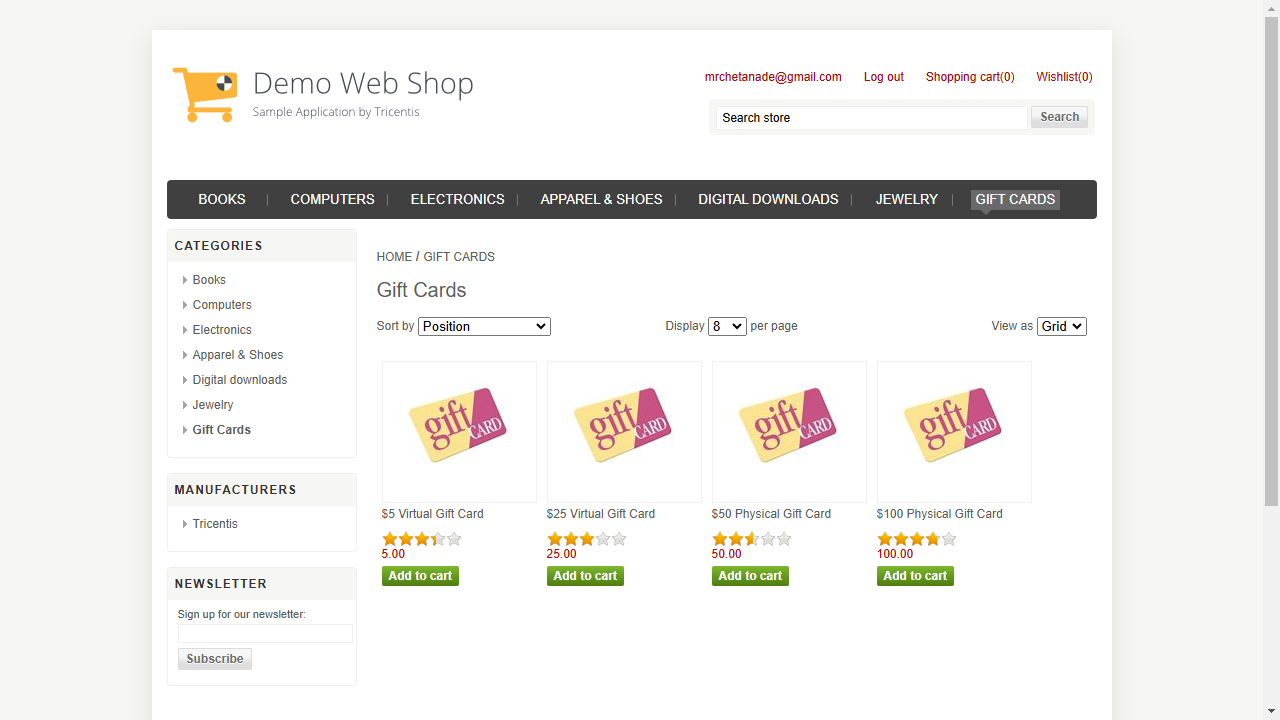 Demo Web Shop
Sample Application by Tricentis
mrchetanade@gmail.com Log out Shopping cart(0) Wishlist(0)
Search store Search
BOOKS COMPUTERS ELECTRONICS APPAREL & SHOES DIGITAL DOWNLOADS JEWELRY GIFT CARDS
CATEGORIES
Books
Computers
Electronics
Apparel & Shoes
Digital downloads
Jewelry
Gift Cards
MANUFACTURERS
Tricentis
NEWSLETTER
Sign up for our newsletter:
Subscribe
HOME / GIFT CARDS
Gift Cards
Sort by Position Display 8 per page View as Grid
gift CARD gift CARD gift CARD gift CARD
$5 Virtual Gift Card $25 Virtual Gift Card $50 Physical Gift Card $100 Physical Gift Card
5.00 25.00 50.00 100.00
Add to cart Add to cart Add to cart Add to cart